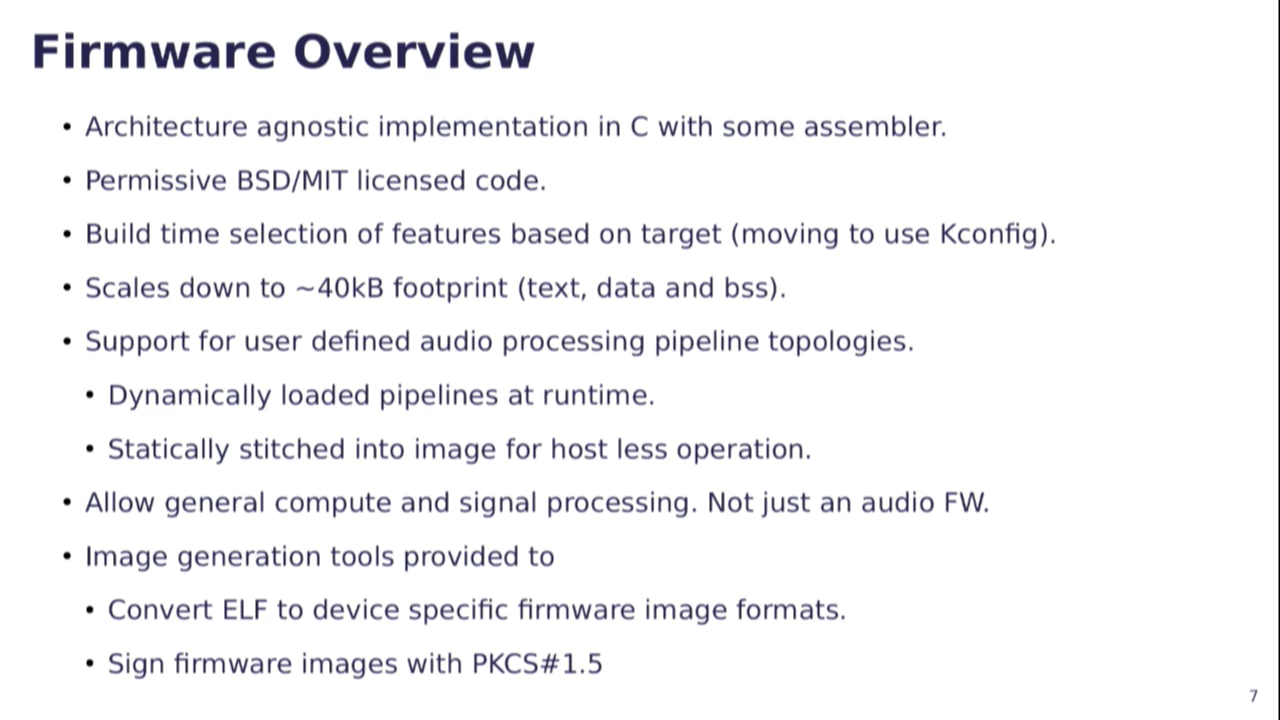 Firmware Overview
• Architecture agnostic implementation in C with some assembler.
• Permissive BSD/MIT licensed code.
• Build time selection of features based on target (moving to use Kconfig).
• Scales down to ~40kB footprint (text, data and bss).
• Support for user defined audio processing pipeline topologies.
• Dynamically loaded pipelines at runtime.
• Statically stitched into image for host less operation.
• Allow general compute and signal processing. Not just an audio FW.
• Image generation tools provided to
• Convert ELF to device specific firmware image formats.
• Sign firmware images with PKCS#1.5
7